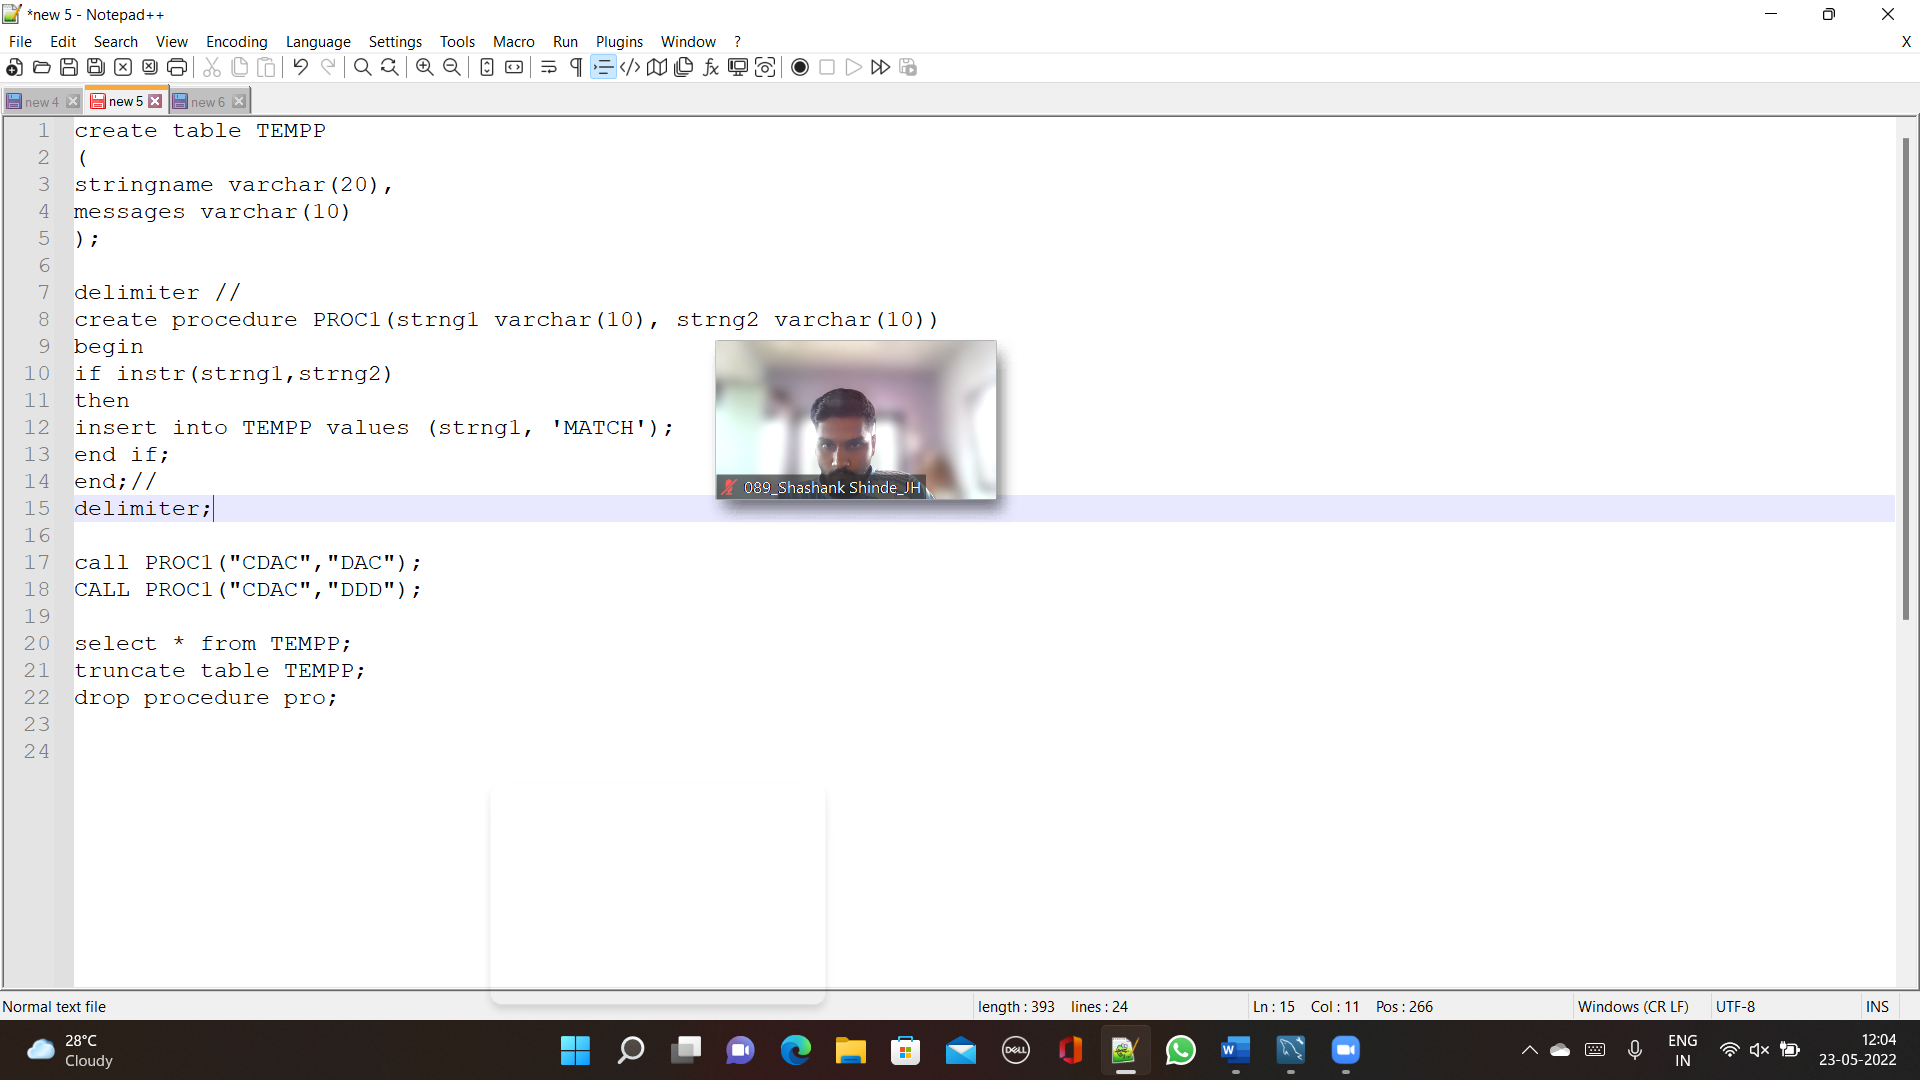 *new 5 - Notepad++
File Edit Search View Encoding Language Settings Tools Macro Run Plugins Window ? X
new 4 new 5 new 6
1 create table TEMPP
2 (
3 stringname varchar(20),
4 messages varchar(10)
5 );
6
7 delimiter //
8 create procedure PROC1(strng1 varchar(10), strng2 varchar(10))
9 begin
10 if instr(strng1,strng2)
11 then
12 insert into TEMPP values (strng1, 'MATCH');
13 end if;
14 end;//
15 delimiter;
16
17 call PROC1("CDAC","DAC");
18 CALL PROC1("CDAC","DDD");
19
20 select * from TEMPP;
21 truncate table TEMPP;
22 drop procedure pro;
23
24
089_Shashank Shinde_JH
Normal text file length : 393 lines : 24 Ln : 15 Col : 11 Pos : 266 Windows (CR LF) UTF-8 INS
28°C
Cloudy
DELL
ENG
IN
12:04
23-05-2022